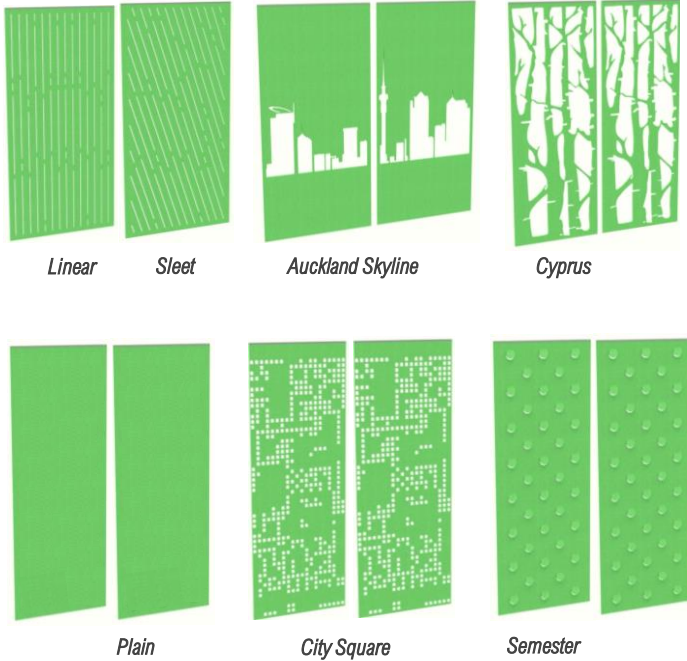 Linear
Sleet
Auckland Skyline
Cyprus
Plain
City Square
Semester